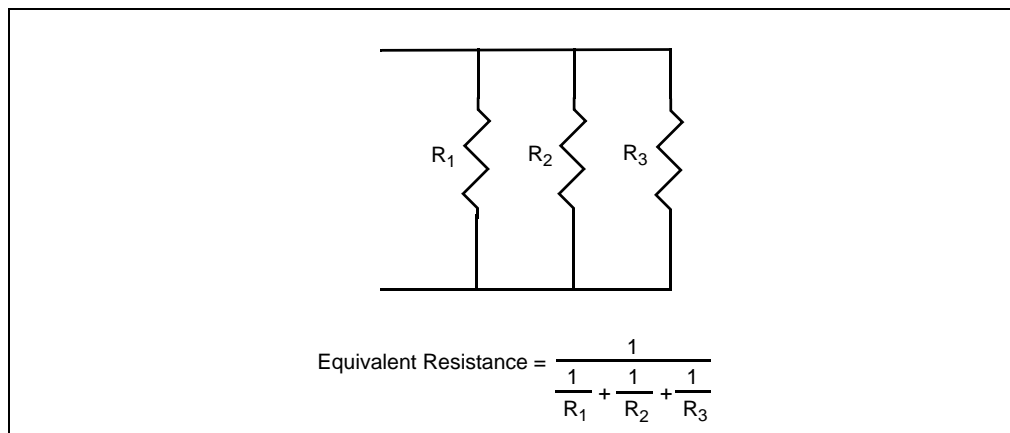 R₁ R₂ R₃
Equivalent Resistance = 1
1 + 1 + 1
R₁ R₂ R₃